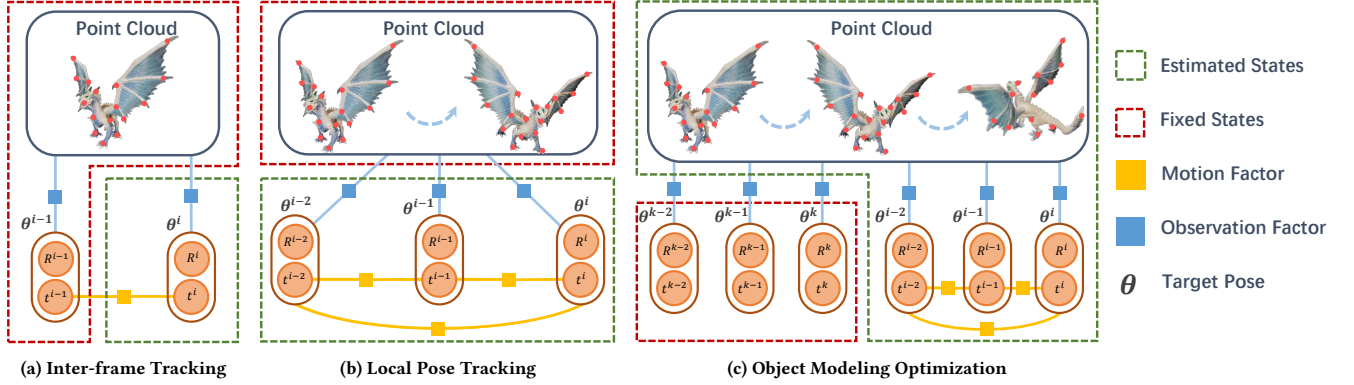 Point Cloud
θ^{i-1}
R^{i-1}
t^{i-1}
θ^{i}
R^{i}
t^{i}
(a) Inter-frame Tracking
Point Cloud
θ^{i-2}
R^{i-2}
t^{i-2}
θ^{i-1}
R^{i-1}
t^{i-1}
θ^{i}
R^{i}
t^{i}
(b) Local Pose Tracking
Point Cloud
θ^{k-2}
R^{k-2}
t^{k-2}
θ^{k-1}
R^{k-1}
t^{k-1}
θ^{k}
R^{k}
t^{k}
θ^{i-2}
R^{i-2}
t^{i-2}
θ^{i-1}
R^{i-1}
t^{i-1}
θ^{i}
R^{i}
t^{i}
(c) Object Modeling Optimization
Estimated States
Fixed States
Motion Factor
Observation Factor
θ Target Pose